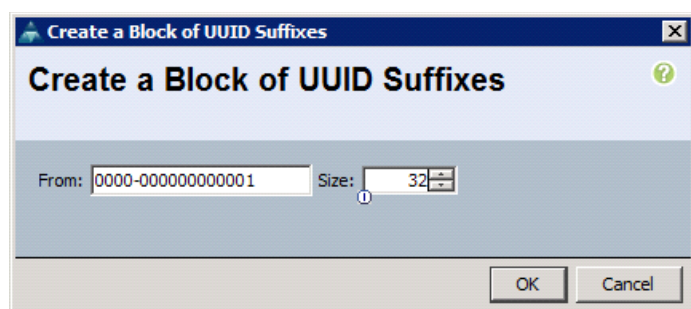 Create a Block of UUID Suffixes
Create a Block of UUID Suffixes
From: 0000-000000000001 Size: 32
OK Cancel